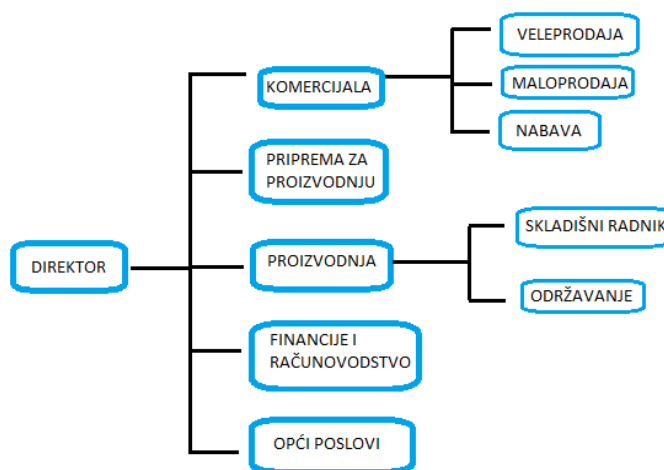 VELEPRODAJA
KOMERCIJALA
MALOPRODAJA
NABAVA
PRIPREMA ZA
PROIZVODNJU
SKLADIŠNI RADNIK
DIREKTOR
PROIZVODNJA
ODRŽAVANJE
FINANCIJE I
RAČUNOVODSTVO
OPĆI POSLOVI